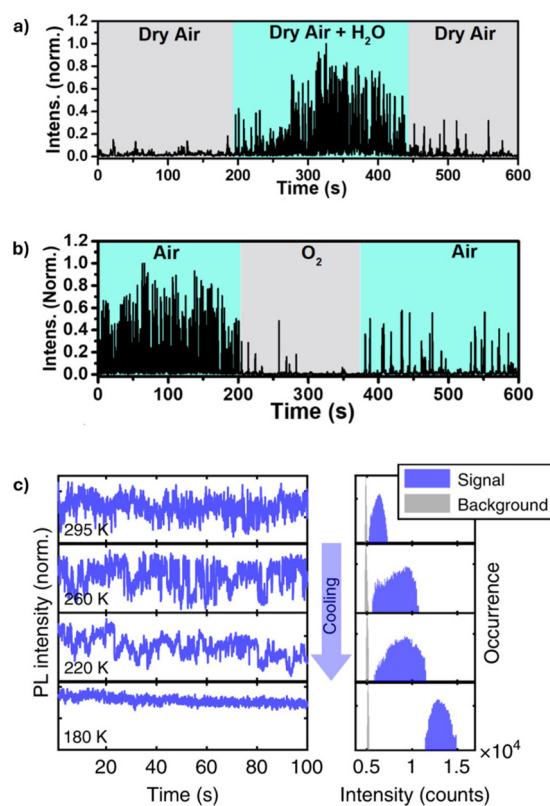 a)
Dry Air
Dry Air + H₂O
Dry Air
Intens. (norm.)
1.2
1.0
0.8
0.6
0.4
0.2
0.0
0 100 200 300 400 500 600
Time (s)
b)
Air
O₂
Air
Intens. (Norm.)
1.2
1.0
0.8
0.6
0.4
0.2
0.0
0 100 200 300 400 500 600
Time (s)
c)
PL intensity (norm.)
295 K
260 K
220 K
180 K
20 40 60 80 100
Time (s)
Cooling
Signal
Background
Occurrence
×10⁴
0.5 1 1.5
Intensity (counts)